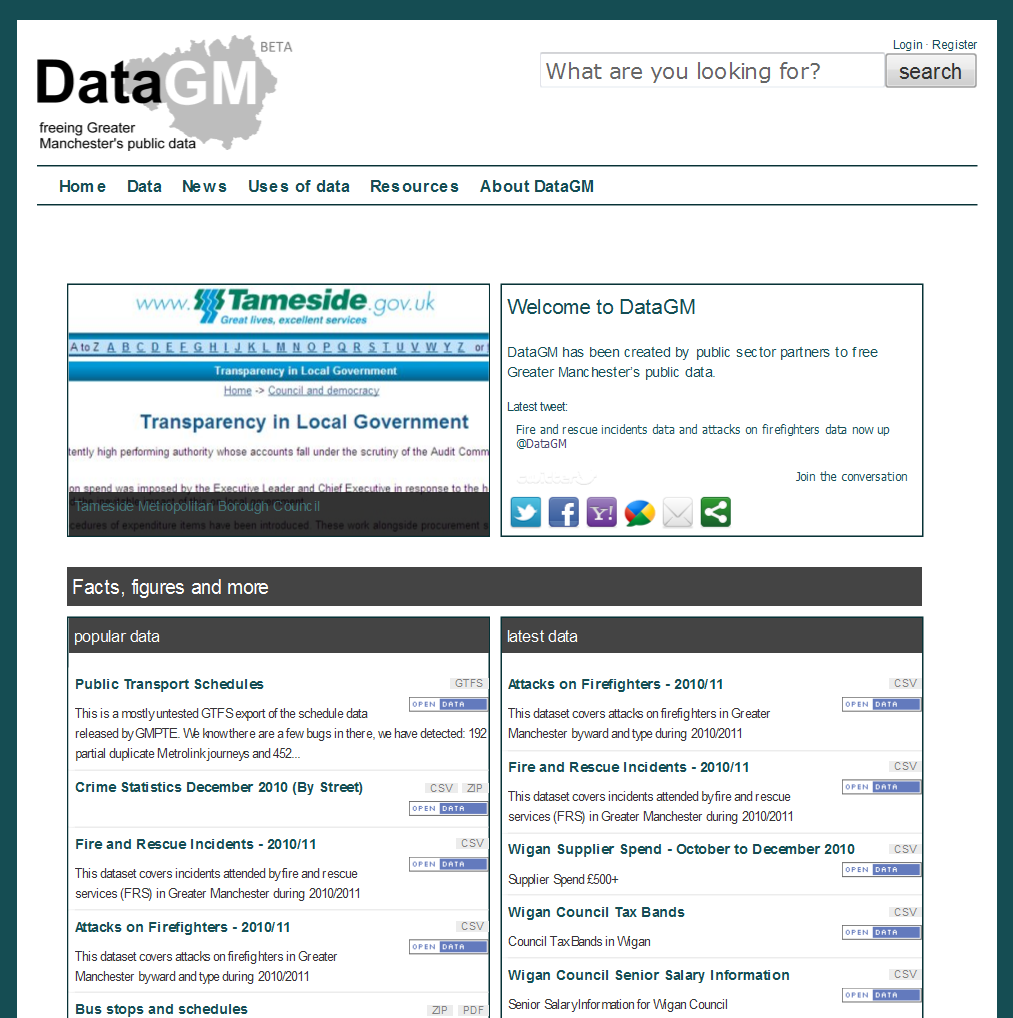 BETA
DataGM
freeing Greater
Manchester's public data
Login · Register
What are you looking for?
search
Home Data News Uses of data Resources About DataGM
www.Tameside.gov.uk
Great lives, excellent services
A to Z A B C D E F G H I J K L M N O P Q R S T U V W Y Z or
Transparency in Local Government
Home -> Council and democracy
Transparency in Local Government
tently high performing authority whose accounts fall under the scrutiny of the Audit Comm
on spend was imposed by the Executive Leader and Chief Executive in response to the h
Tameside Metropolitan Borough Council
cedures of expenditure items have been introduced. These work alongside procurement s
Welcome to DataGM
DataGM has been created by public sector partners to free
Greater Manchester's public data.
Latest tweet:
Fire and rescue incidents data and attacks on firefighters data now up
@DataGM
twitter
Join the conversation
Y!
Facts, figures and more
popular data
Public Transport Schedules
GTFS
OPEN DATA
This is a mostly untested GTFS export of the schedule data
released by GMPTE. We know there are a few bugs in there, we have detected: 192
partial duplicate Metrolink journeys and 452...
Crime Statistics December 2010 (By Street)
CSV ZIP
OPEN DATA
Fire and Rescue Incidents - 2010/11
CSV
OPEN DATA
This dataset covers incidents attended by fire and rescue
services (FRS) in Greater Manchester during 2010/2011
Attacks on Firefighters - 2010/11
CSV
OPEN DATA
This dataset covers attacks on firefighters in Greater
Manchester by ward and type during 2010/2011
Bus stops and schedules
ZIP PDF
latest data
Attacks on Firefighters - 2010/11
CSV
OPEN DATA
This dataset covers attacks on firefighters in Greater
Manchester by ward and type during 2010/2011
Fire and Rescue Incidents - 2010/11
CSV
OPEN DATA
This dataset covers incidents attended by fire and rescue
services (FRS) in Greater Manchester during 2010/2011
Wigan Supplier Spend - October to December 2010
CSV
OPEN DATA
Supplier Spend £500+
Wigan Council Tax Bands
CSV
OPEN DATA
Council Tax Bands in Wigan
Wigan Council Senior Salary Information
CSV
OPEN DATA
Senior Salary Information for Wigan Council